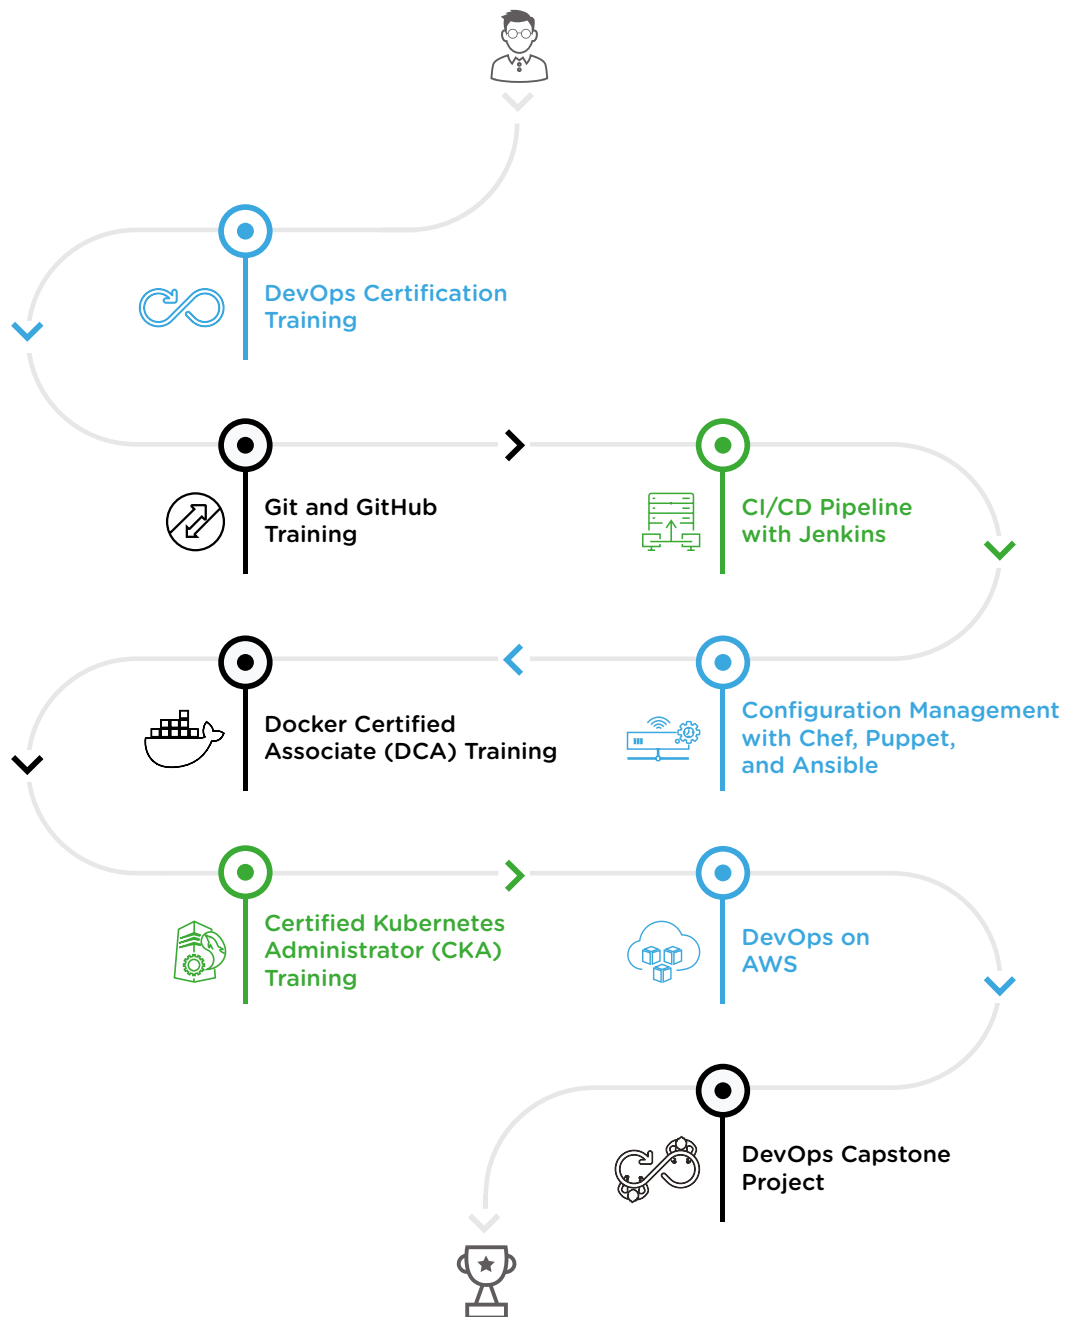 DevOps Certification
Training
Git and GitHub
Training
CI/CD Pipeline
with Jenkins
Docker Certified
Associate (DCA) Training
Configuration Management
with Chef, Puppet,
and Ansible
Certified Kubernetes
Administrator (CKA)
Training
DevOps on
AWS
DevOps Capstone
Project